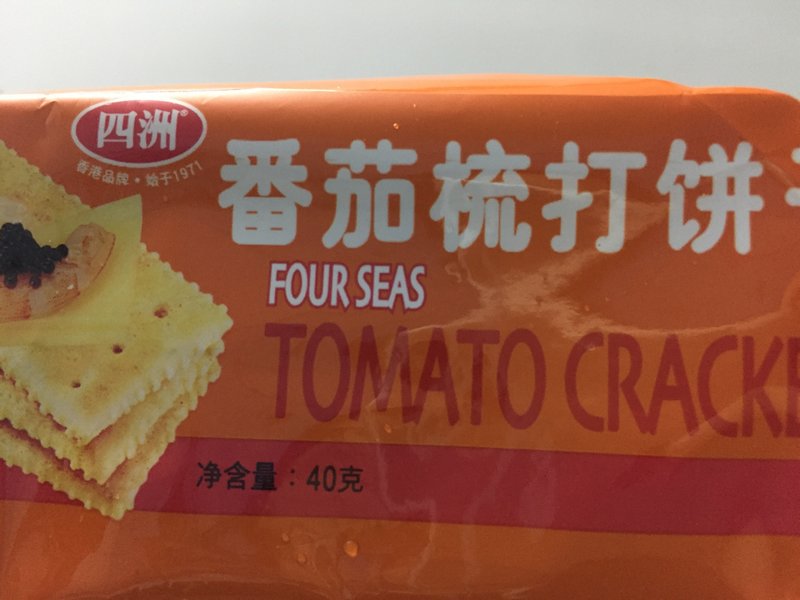 四洲®
香港品牌·始于1971
番茄梳打饼
FOUR SEAS
TOMATO CRACKE
净含量：40克